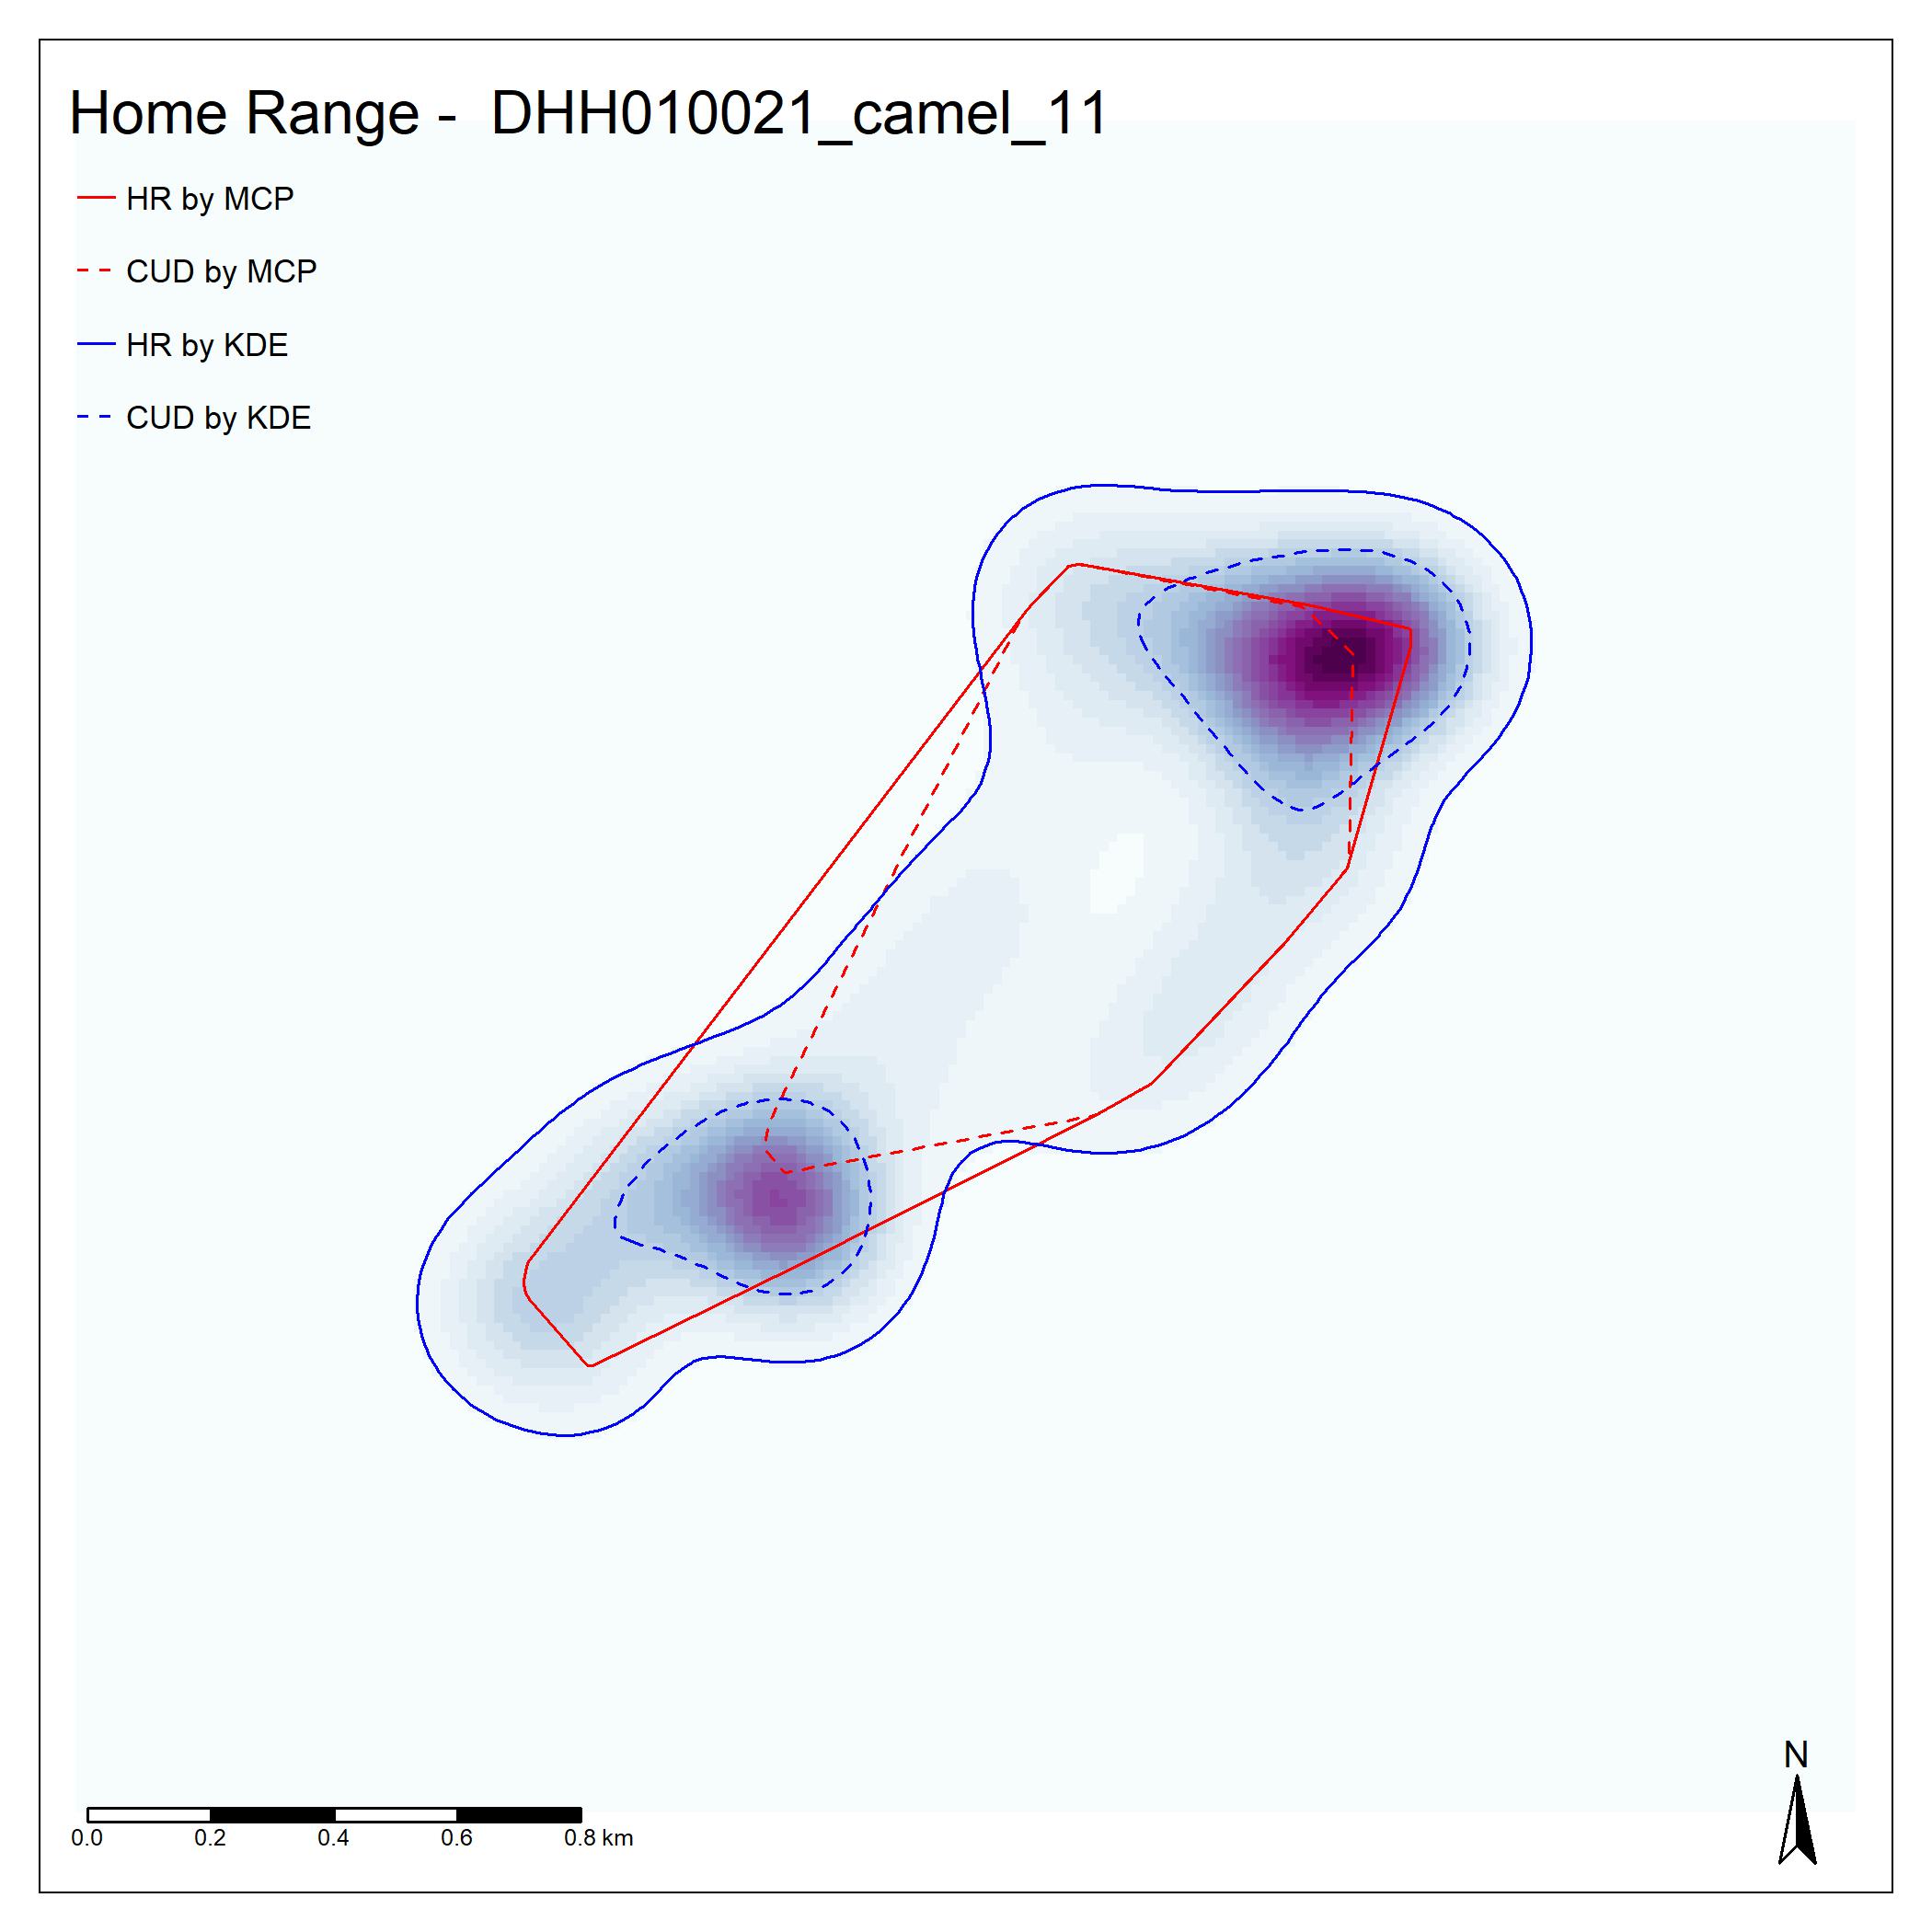 Home Range -  DHH010021_camel_11
HR by MCP
CUD by MCP
HR by KDE
CUD by KDE
N
0.0 0.2 0.4 0.6 0.8 km